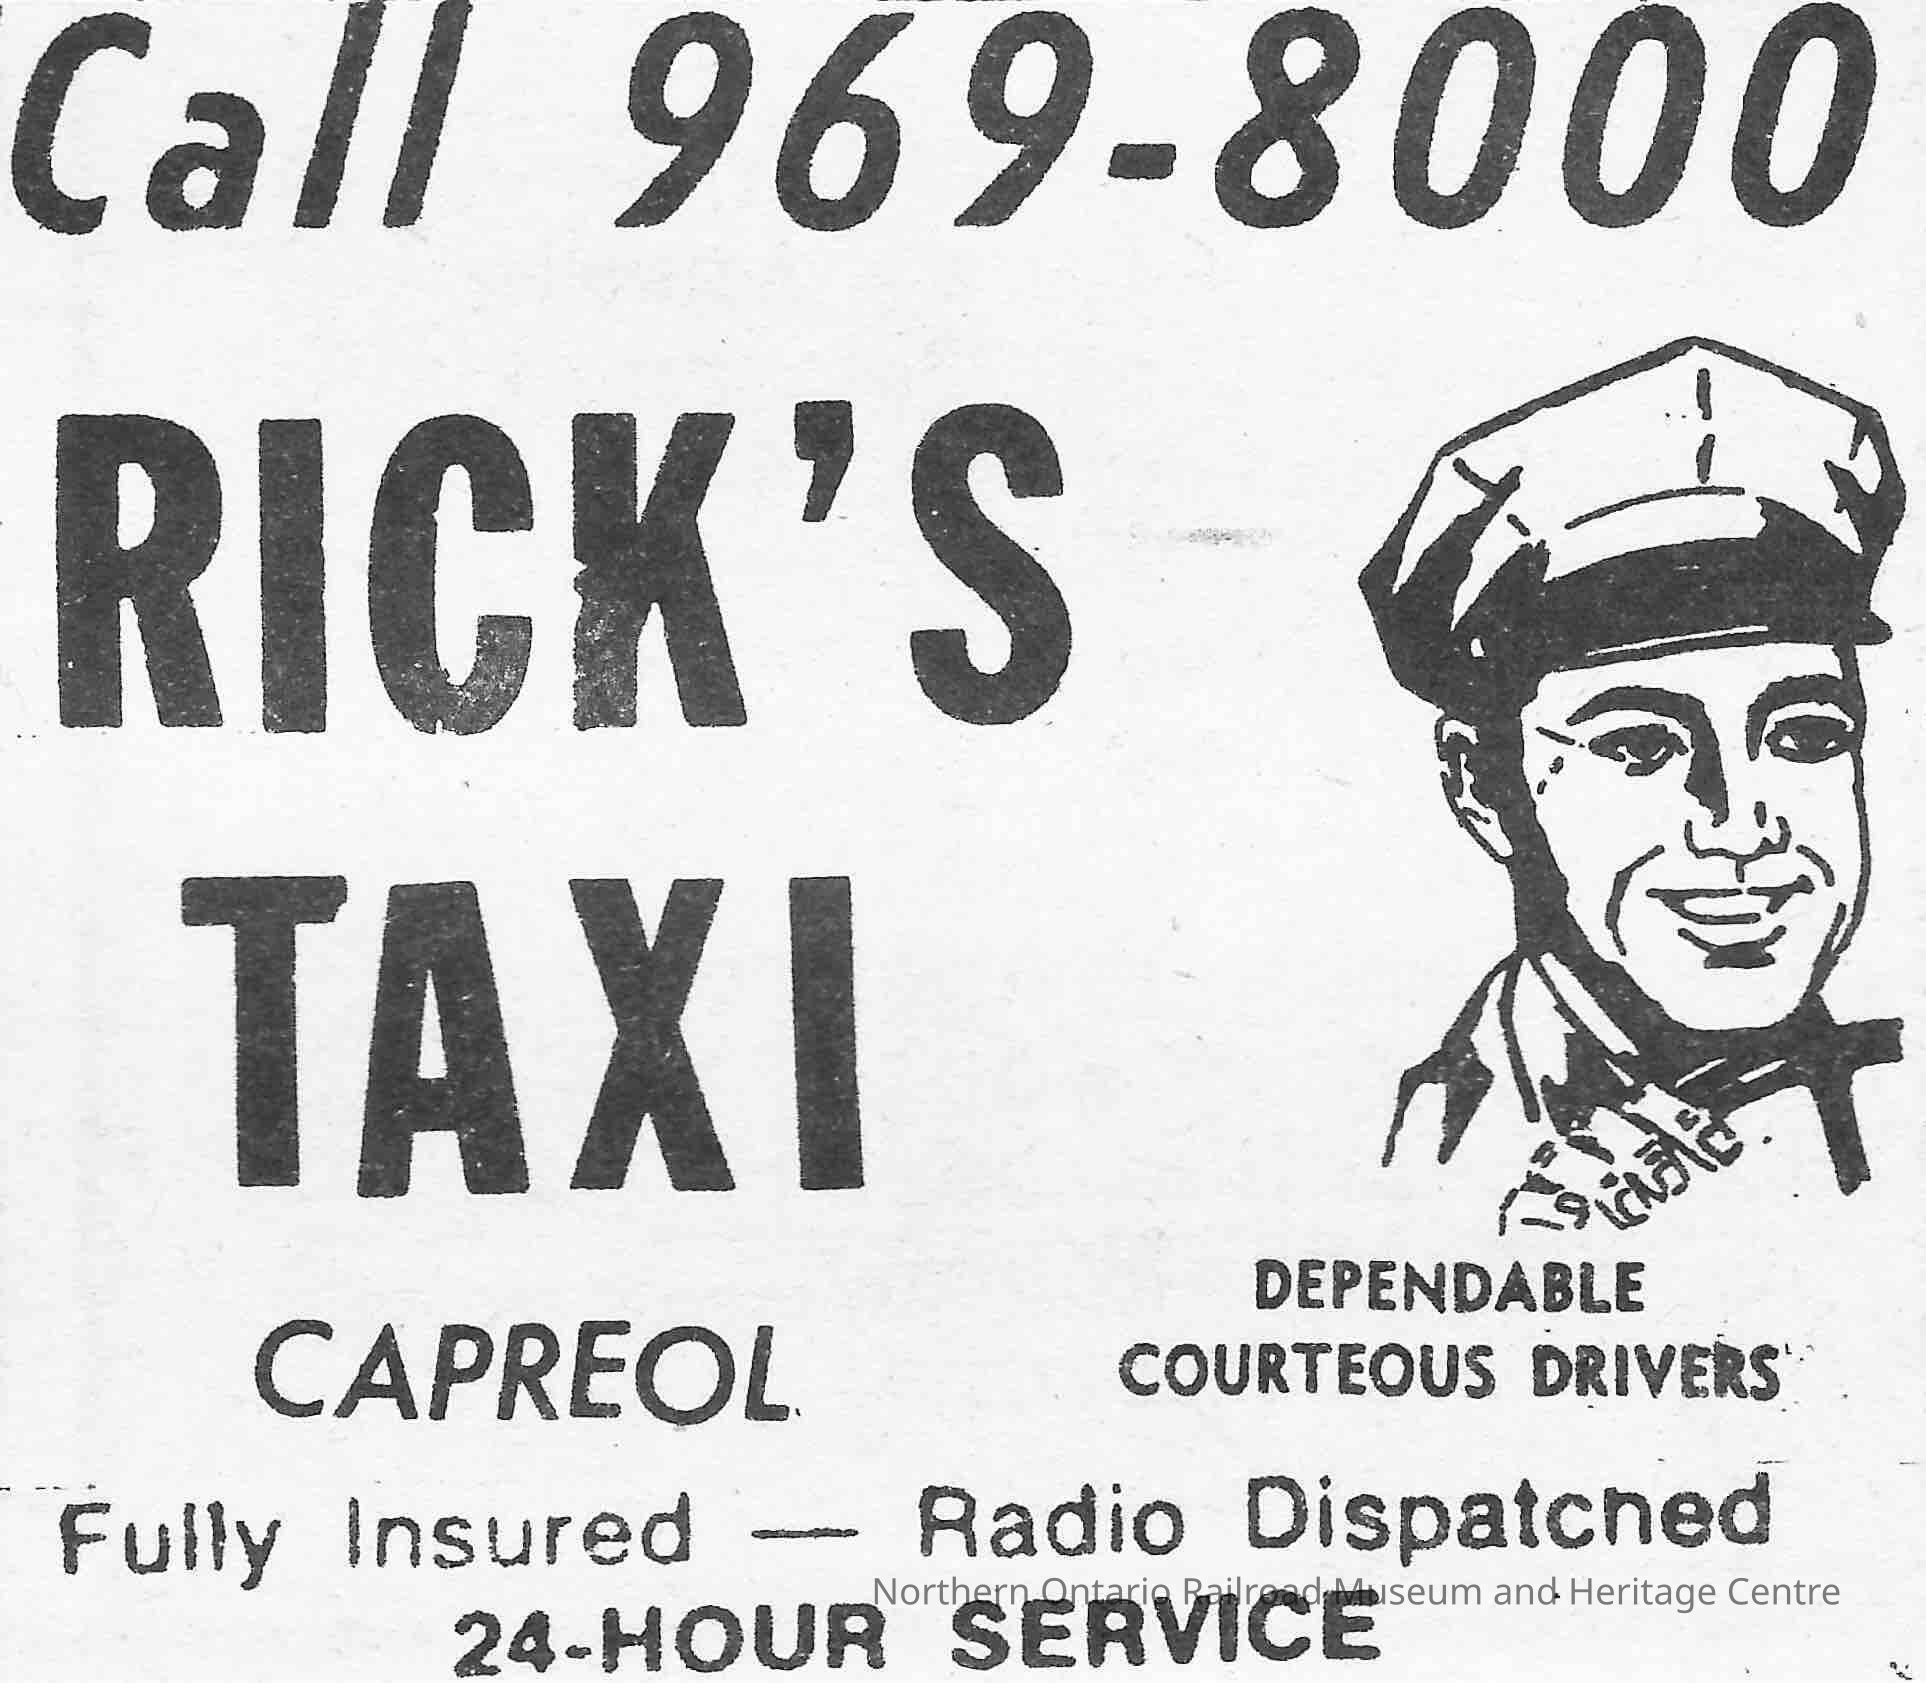 Call 969-8000
RICK'S
TAXI
CAPREOL
DEPENDABLE
COURTEOUS DRIVERS
Fully Insured — Radio Dispatched
24-HOUR SERVICE
Northern Ontario Railroad Museum and Heritage Centre